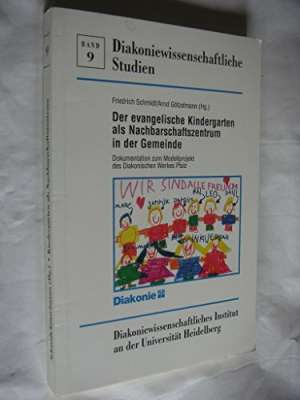 BAND
9
Diakoniewissenschaftliche
Studien
Friedrich Schmidt/Arnd Götzelmann (Hg.)
Der evangelische Kindergarten
als Nachbarschaftszentrum
in der Gemeinde
Dokumentation zum Modellprojekt
des Diakonischen Werkes Pfalz
WIR SIND ALLE FREUNDE
Diakonie
Diakoniewissenschaftliches Institut
an der Universität Heidelberg
9